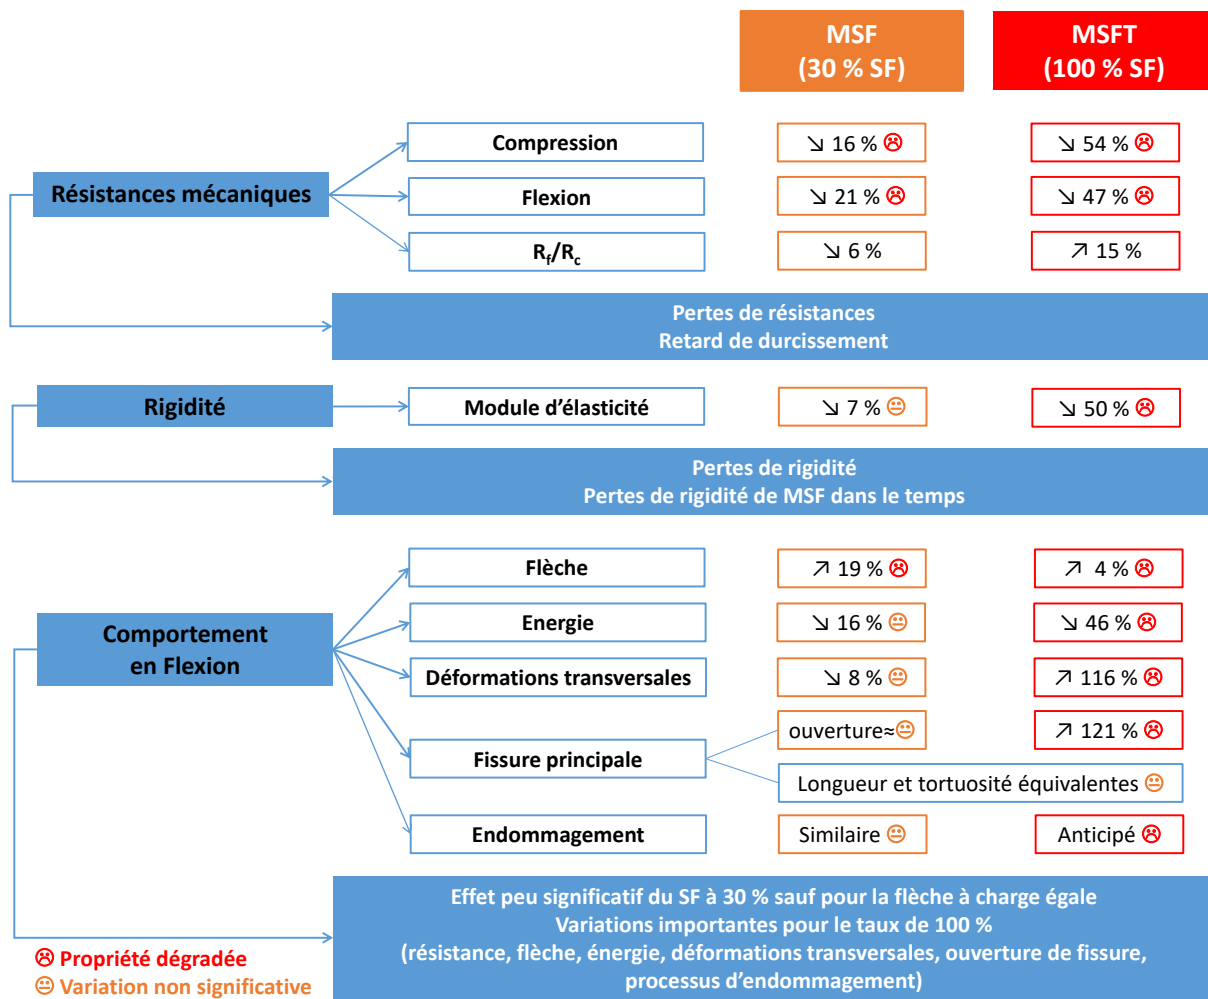 MSF
(30 % SF)
MSFT
(100 % SF)
Résistances mécaniques
Compression
↘ 16 % ☹
↘ 54 % ☹
Flexion
↘ 21 % ☹
↘ 47 % ☹
Rf/Rc
↘ 6 %
↗ 15 %
Pertes de résistances
Retard de durcissement
Rigidité
Module d'élasticité
↘ 7 % 😐
↘ 50 % ☹
Pertes de rigidité
Pertes de rigidité de MSF dans le temps
Comportement
en Flexion
Flèche
↗ 19 % ☹
↗ 4 % ☹
Energie
↘ 16 % 😐
↘ 46 % ☹
Déformations transversales
↘ 8 % 😐
↗ 116 % ☹
Fissure principale
ouverture≈😐
↗ 121 % ☹
Longueur et tortuosité équivalentes 😐
Endommagement
Similaire 😐
Anticipé ☹
Effet peu significatif du SF à 30 % sauf pour la flèche à charge égale
Variations importantes pour le taux de 100 %
(résistance, flèche, énergie, déformations transversales, ouverture de fissure,
processus d'endommagement)
☹ Propriété dégradée
😐 Variation non significative